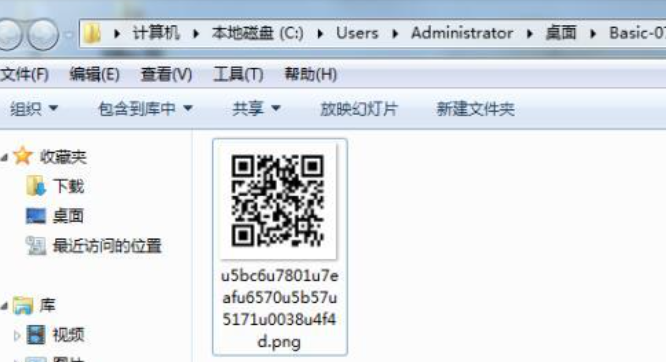 计算机 ▸ 本地磁盘 (C:) ▸ Users ▸ Administrator ▸ 桌面 ▸ Basic-07
文件(F) 编辑(E) 查看(V) 工具(T) 帮助(H)
组织 包含到库中 共享 放映幻灯片 新建文件夹
收藏夹
下载
桌面
最近访问的位置
库
视频
u5bc6u7801u7e
afu6570u5b57u
5171u0038u4f4
d.png